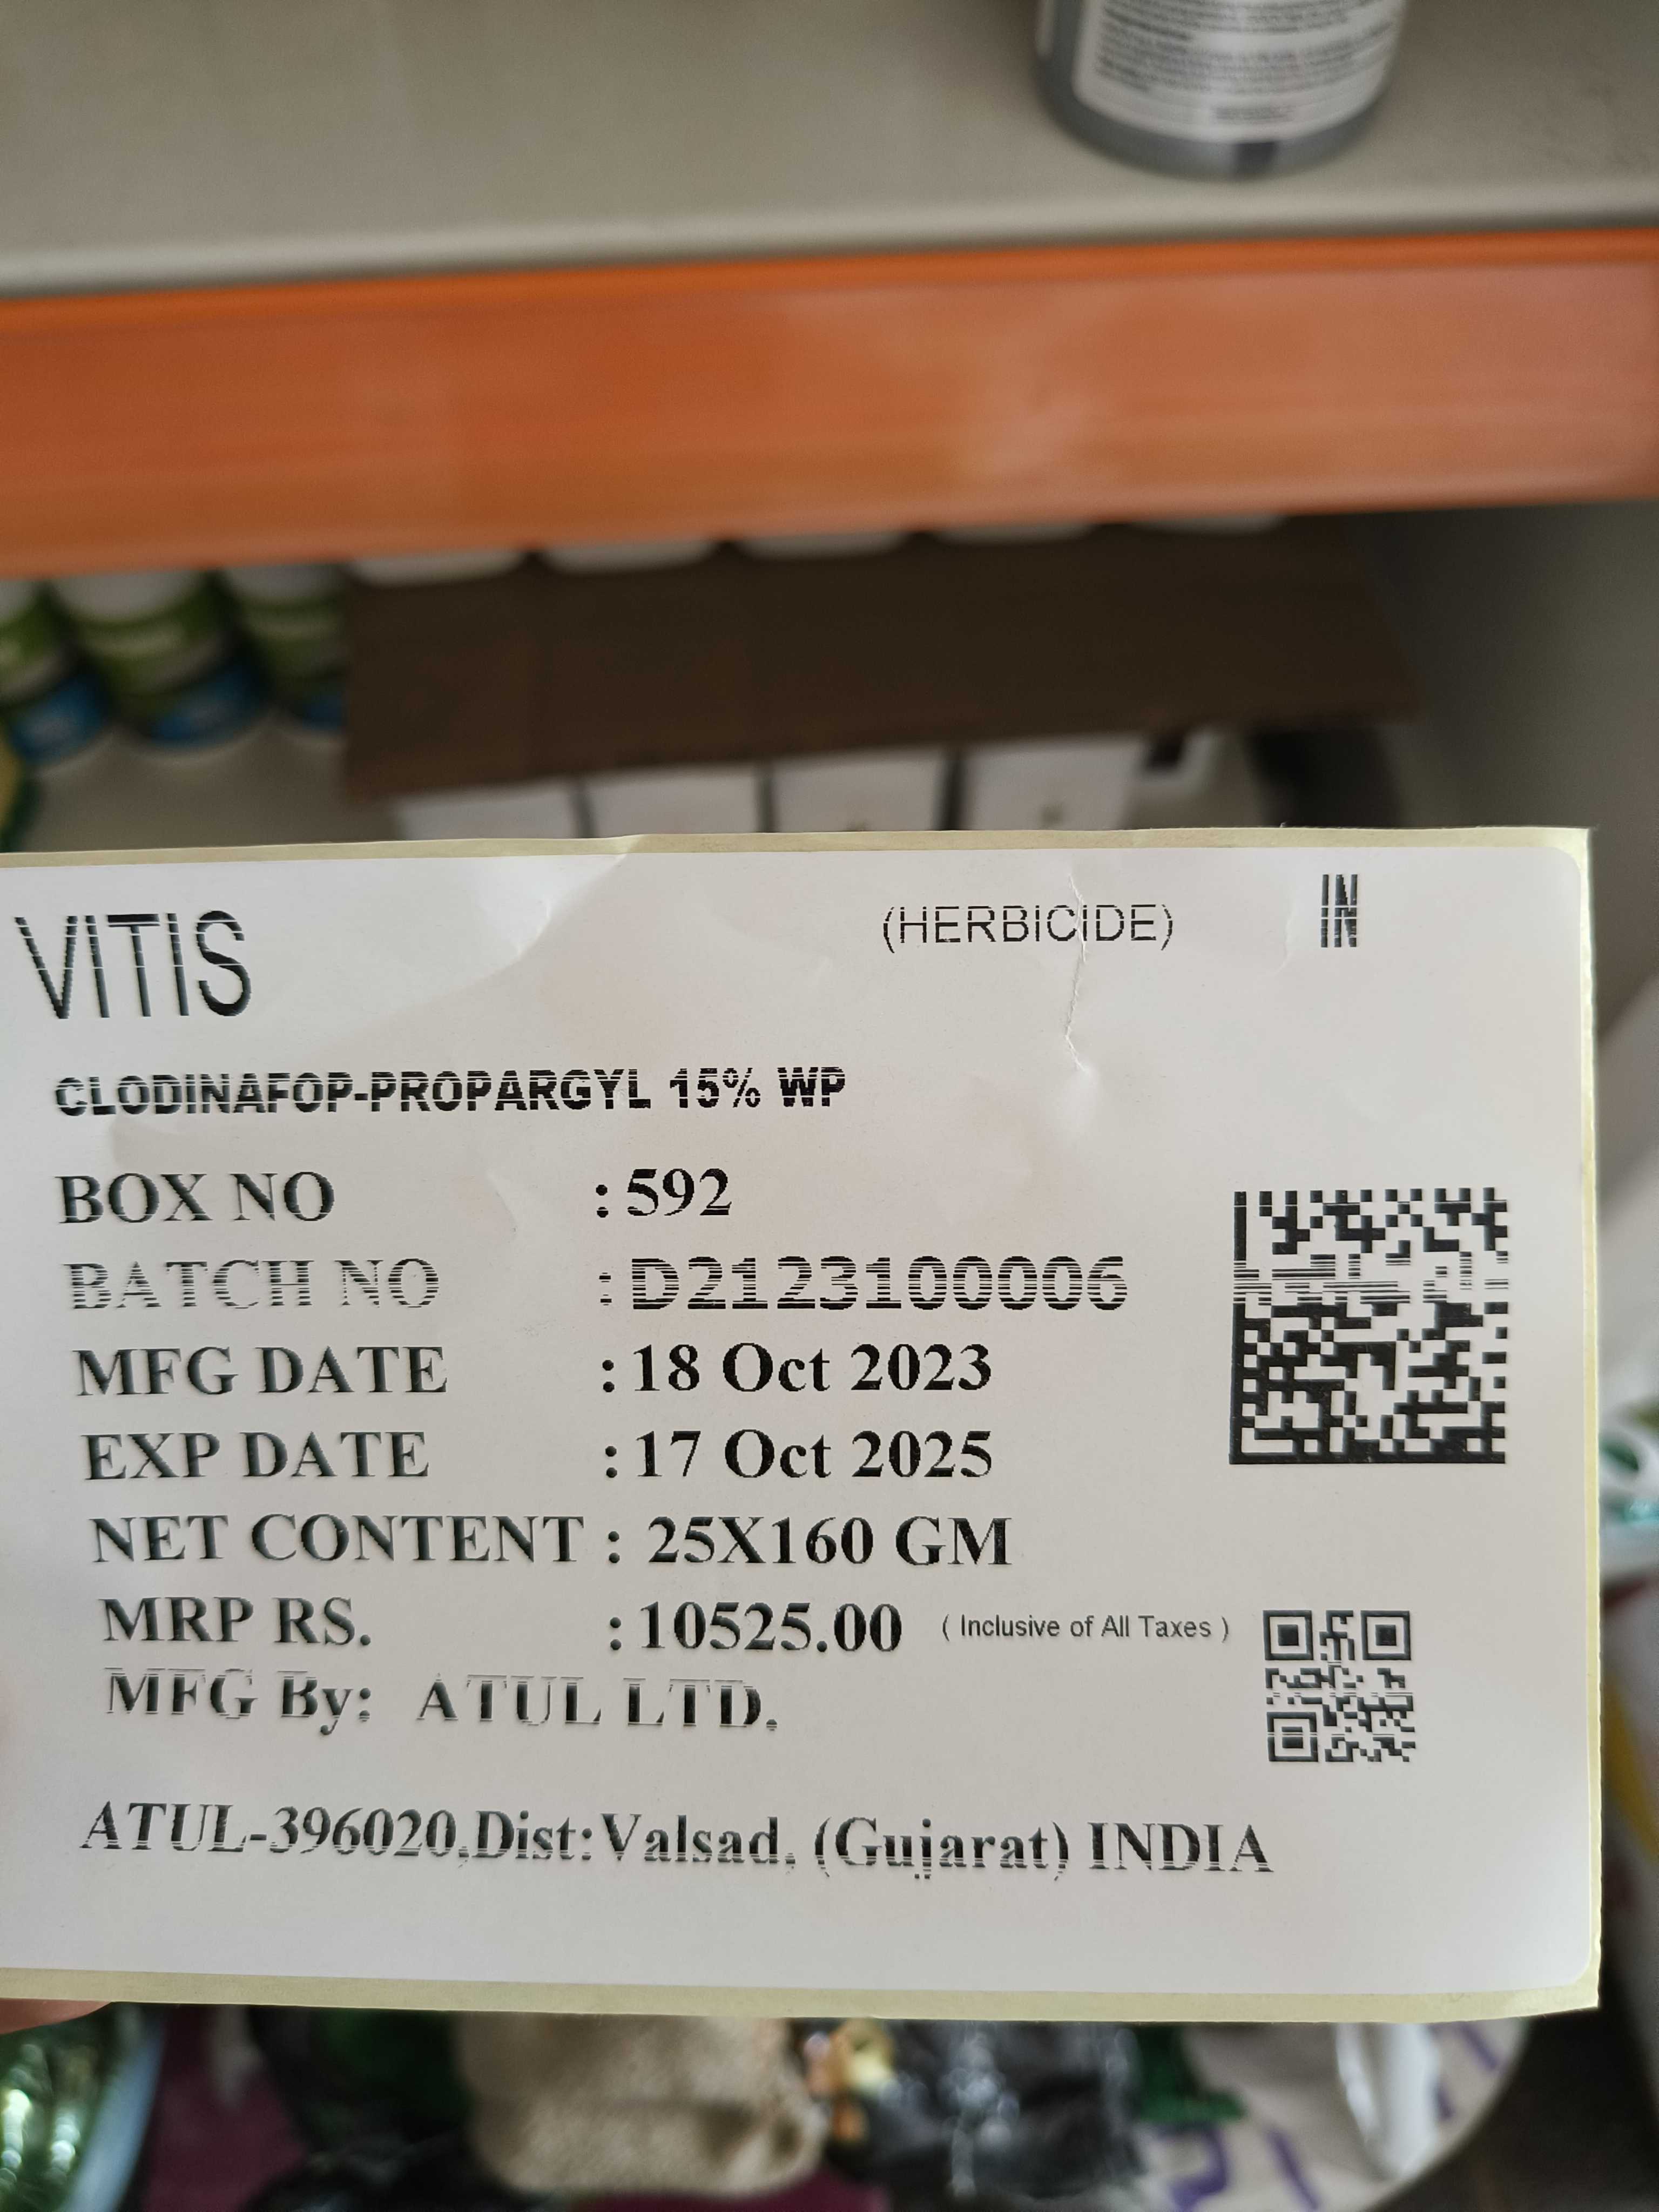 VITIS (HERBICIDE) IN
CLODINAFOP-PROPARGYL 15% WP
BOX NO : 592
BATCH NO : D2123100006
MFG DATE : 18 Oct 2023
EXP DATE : 17 Oct 2025
NET CONTENT : 25X160 GM
MRP RS. : 10525.00 ( Inclusive of All Taxes )
MFG By: ATUL LTD.
ATUL-396020,Dist:Valsad, (Gujarat) INDIA